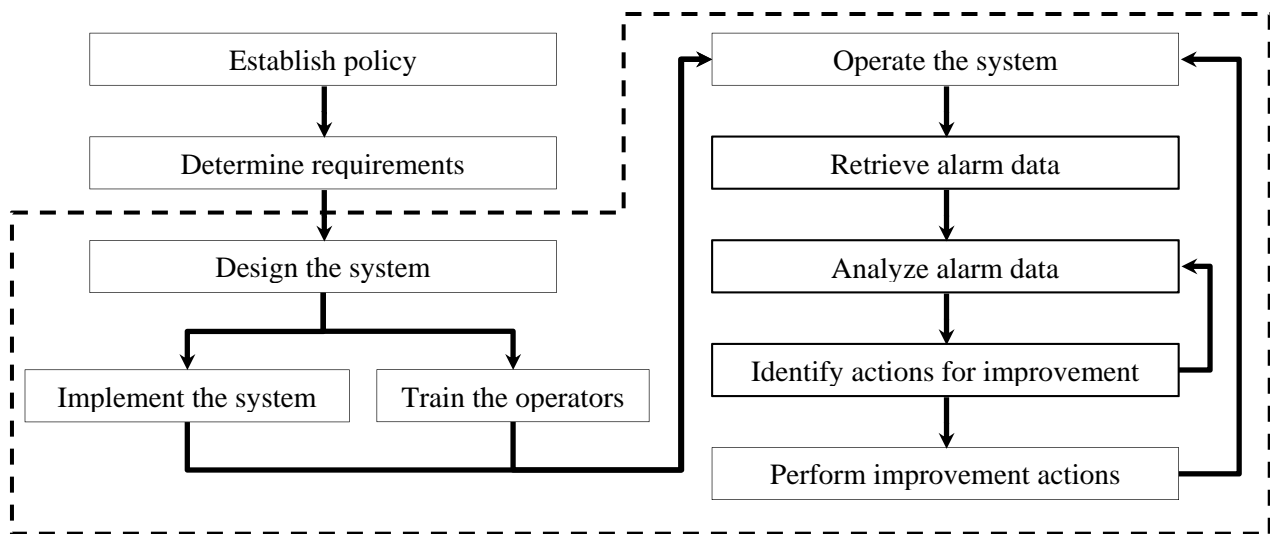 Establish policy
Determine requirements
Design the system
Implement the system
Train the operators
Operate the system
Retrieve alarm data
Analyze alarm data
Identify actions for improvement
Perform improvement actions